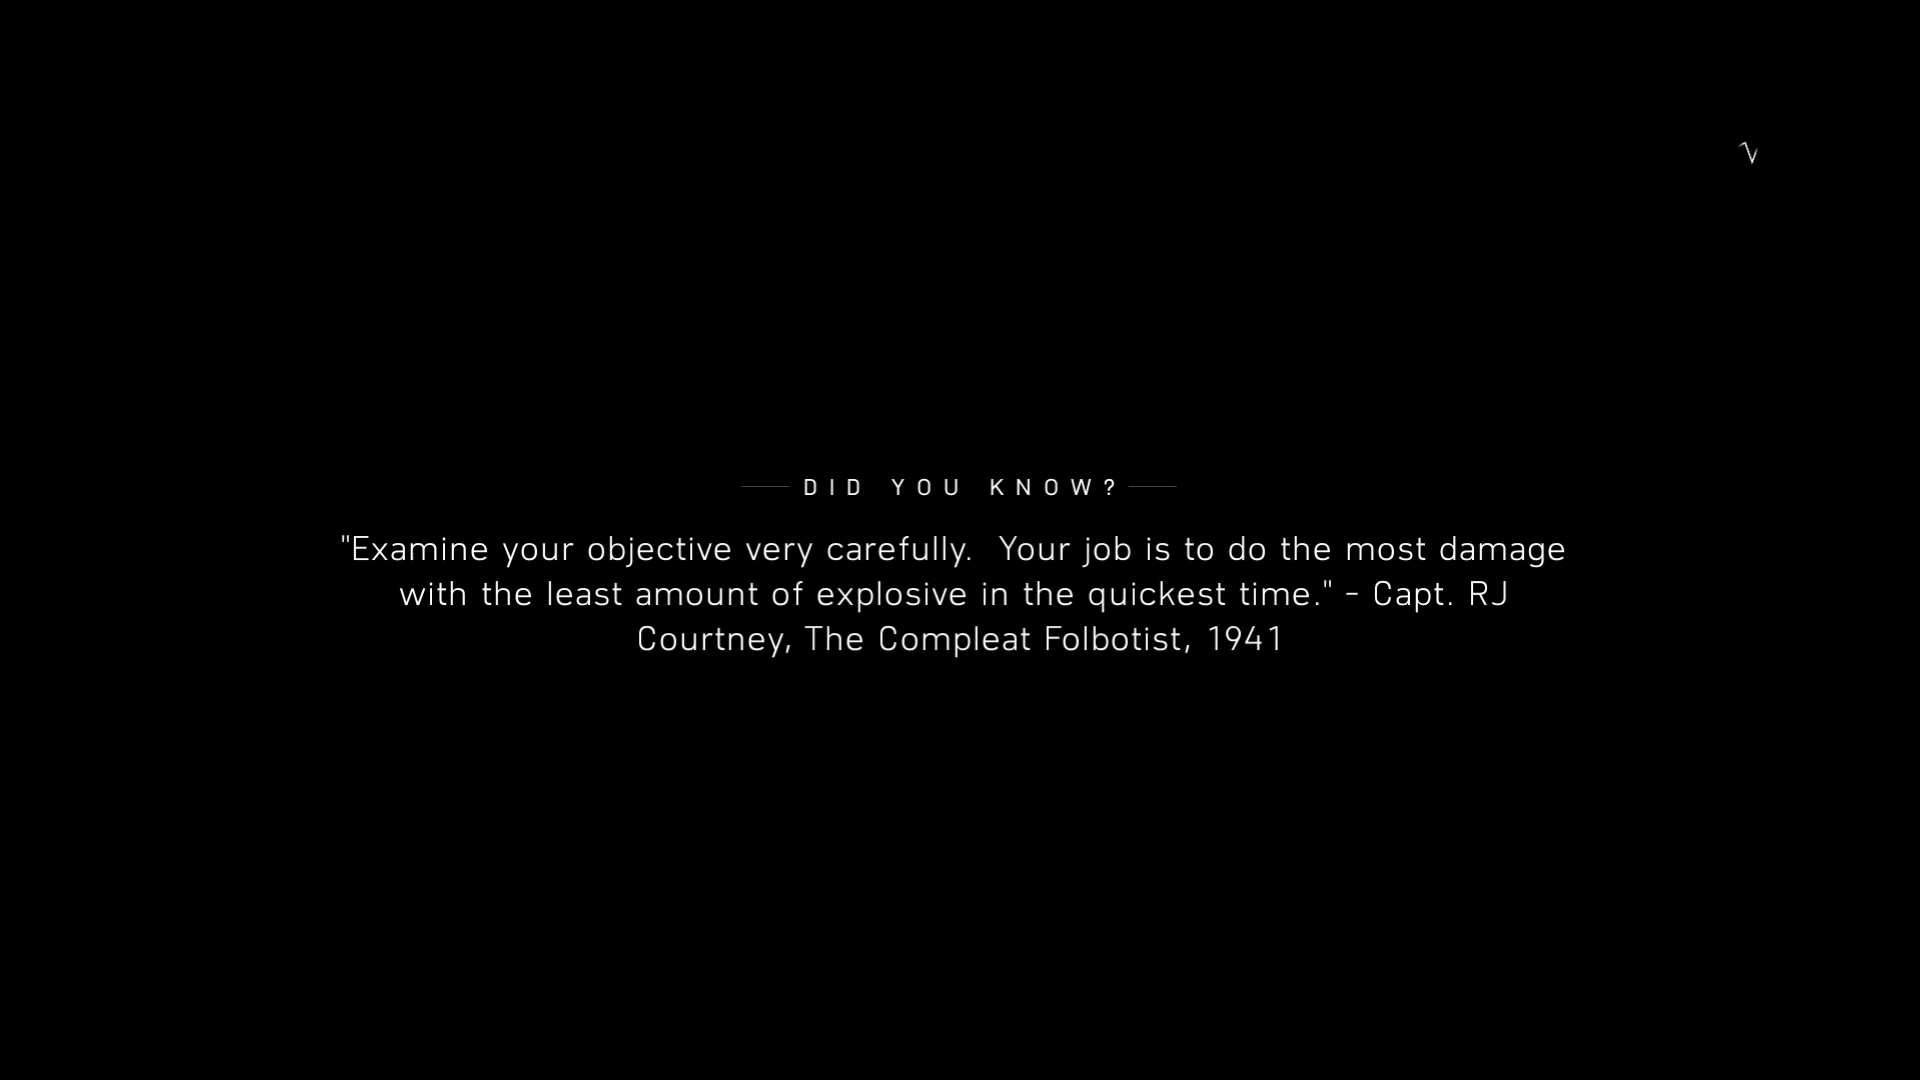 DID YOU KNOW?
"Examine your objective very carefully.  Your job is to do the most damage
with the least amount of explosive in the quickest time." - Capt. RJ
Courtney, The Compleat Folbotist, 1941